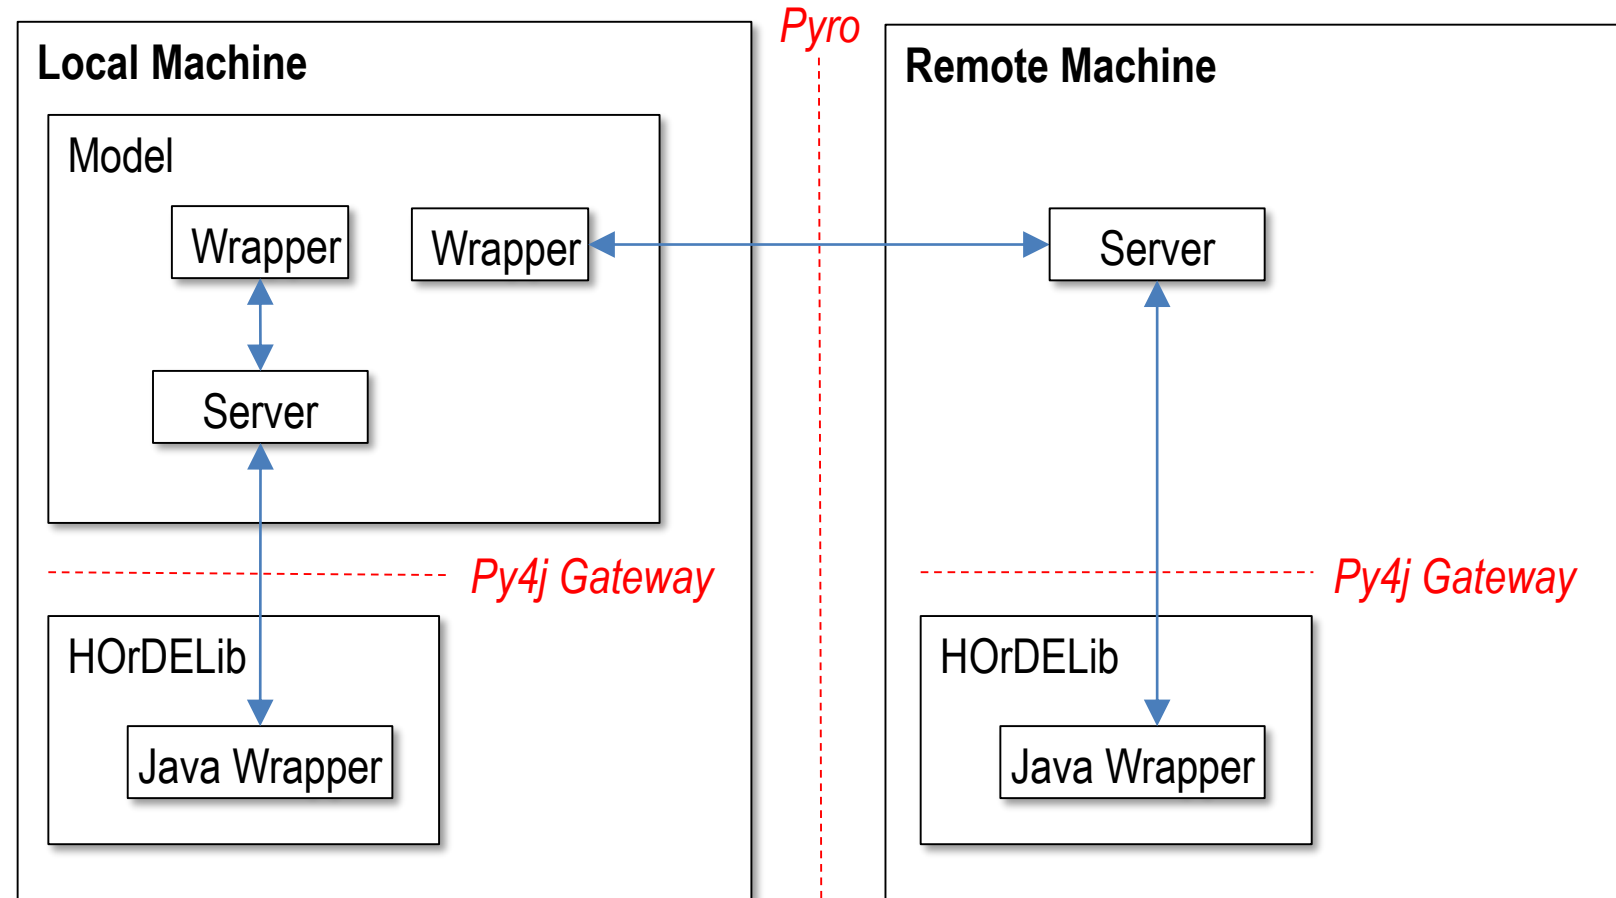 Pyro
Local Machine
Remote Machine
Model
Wrapper
Wrapper
Server
Server
Py4j Gateway
Py4j Gateway
HOrDELib
HOrDELib
Java Wrapper
Java Wrapper